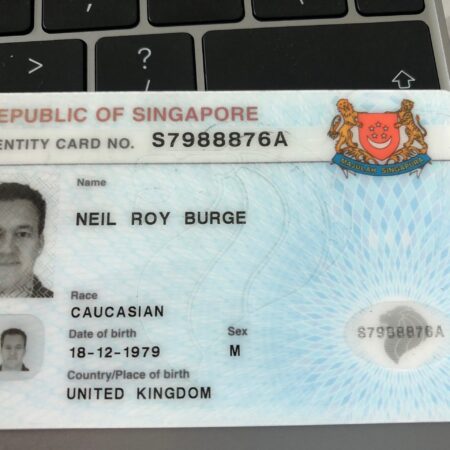 > ?
EPUBLIC OF SINGAPORE
ENTITY CARD NO. S7988876A
MAJULAH SINGAPURA
Name
NEIL ROY BURGE
Race
CAUCASIAN
Date of birth Sex
18-12-1979 M
S7988876A
Country/Place of birth
UNITED KINGDOM